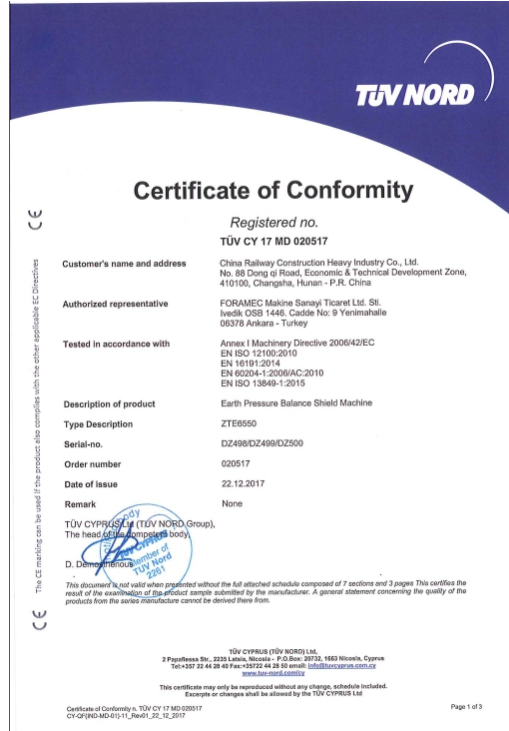 TÜV NORD
Certificate of Conformity
Registered no.
TÜV CY 17 MD 020517
Customer's name and address
China Railway Construction Heavy Industry Co., Ltd.
No. 88 Dong qi Road, Economic & Technical Development Zone,
410100, Changsha, Hunan - P.R. China
Authorized representative
FORAMEC Makine Sanayi Ticaret Ltd. Sti.
Ivedik OSB 1446. Cadde No: 9 Yenimahalle
06378 Ankara - Turkey
Tested in accordance with
Annex I Machinery Directive 2006/42/EC
EN ISO 12100:2010
EN 16191:2014
EN 60204-1:2006/AC:2010
EN ISO 13849-1:2015
Description of product
Earth Pressure Balance Shield Machine
Type Description
ZTE6550
Serial-no.
DZ498/DZ499/DZ500
Order number
020517
Date of issue
22.12.2017
Remark
None
TÜV CYPRUS Ltd (TÜV NORD Group),
The head of the competent body,
D. Demosthenous
body
TÜV CYPRUS
Member of
TÜV Nord
2261
This document is not valid when presented without the full attached schedule composed of 7 sections and 3 pages This certifies the
result of the examination of the product sample submitted by the manufacturer. A general statement concerning the quality of the
products from the series manufacture cannot be derived there from.
CE The CE marking can be used if the product also complies with the other applicable EC Directives CE
TÜV CYPRUS (TÜV NORD) Ltd,
2 Papaflessa Str., 2235 Latsia, Nicosia - P.O.Box: 20732, 1663 Nicosia, Cyprus
Tel:+357 22 44 28 40 Fax:+35722 44 28 50 email: info@tuvcyprus.com.cy
www.tuv-nord.com/cy
This certificate may only be reproduced without any change, schedule included.
Excerpts or changes shall be allowed by the TÜV CYPRUS Ltd
Certificate of Conformity n. TÜV CY 17 MD 020517
CY-QF(IND-MD-01)-11_Rev01_22_12_2017
Page 1 of 3